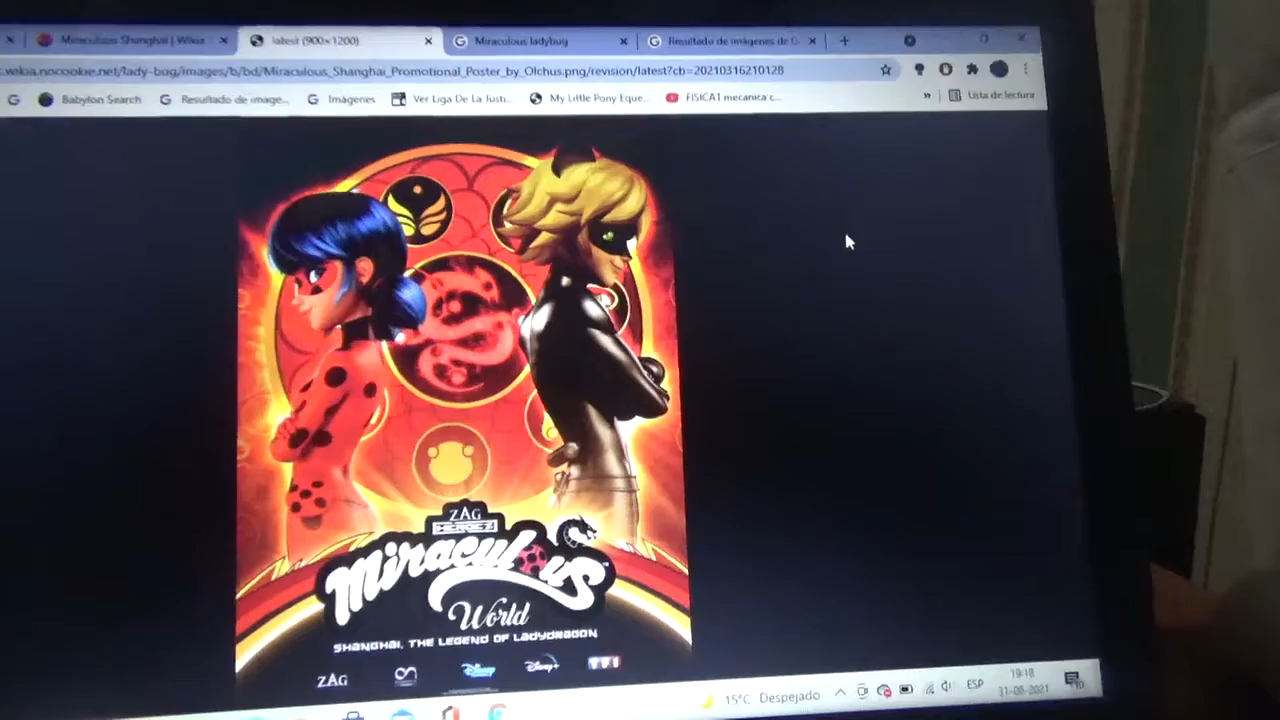 Miraculous Shanghai | Wikia
latest (900×1200)
Miraculous ladybug
Resultado de imágenes de G
.wikia.nocookie.net/lady-bug/images/b/bd/Miraculous_Shanghai_Promotional_Poster_by_Olchus.png/revision/latest?cb=20210316210128
Babylon Search
Resultado de image...
Imágenes
Ver Liga De La Justi...
My Little Pony Eque...
FISICA1 mecanica c...
»
Lista de lectura
ZAG
HEROEZ
Miraculous
World
SHANGHAI, THE LEGEND OF LADYDRAGON
ZAG
Disney
Disney+
TF1
15°C Despejado
ESP
19:18
31-08-2021